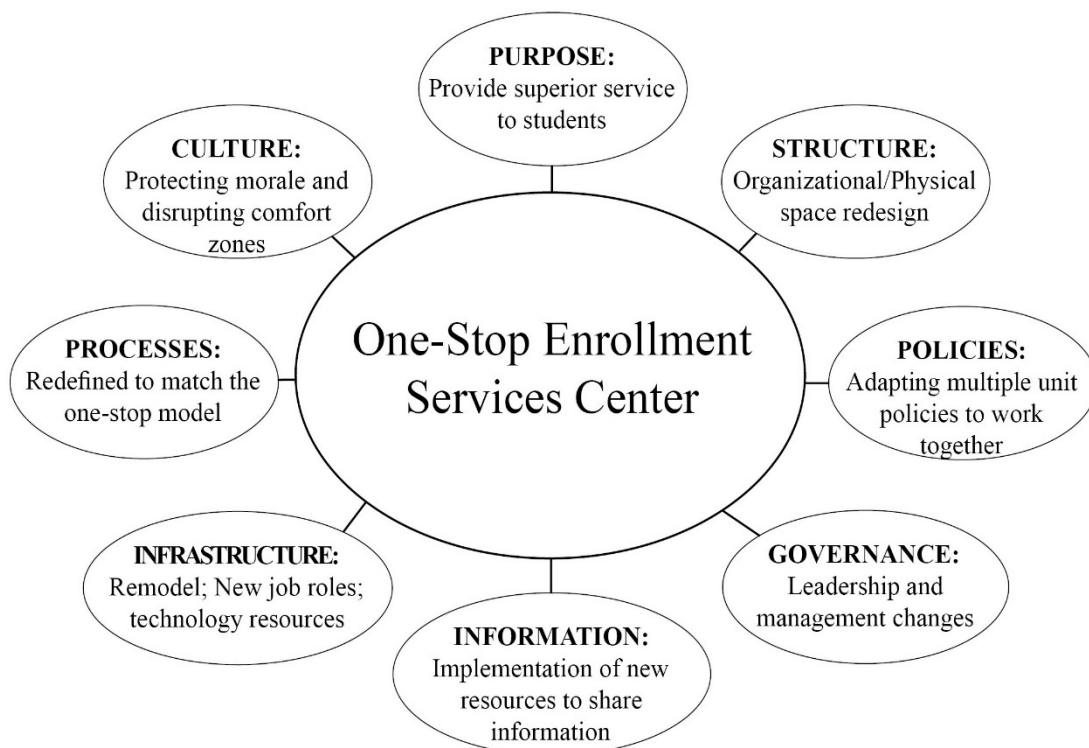 PURPOSE:
Provide superior service
to students
CULTURE:
Protecting morale and
disrupting comfort
zones
STRUCTURE:
Organizational/Physical
space redesign
One-Stop Enrollment
Services Center
PROCESSES:
Redefined to match the
one-stop model
POLICIES:
Adapting multiple unit
policies to work
together
INFRASTRUCTURE:
Remodel; New job roles;
technology resources
GOVERNANCE:
Leadership and
management changes
INFORMATION:
Implementation of new
resources to share
information